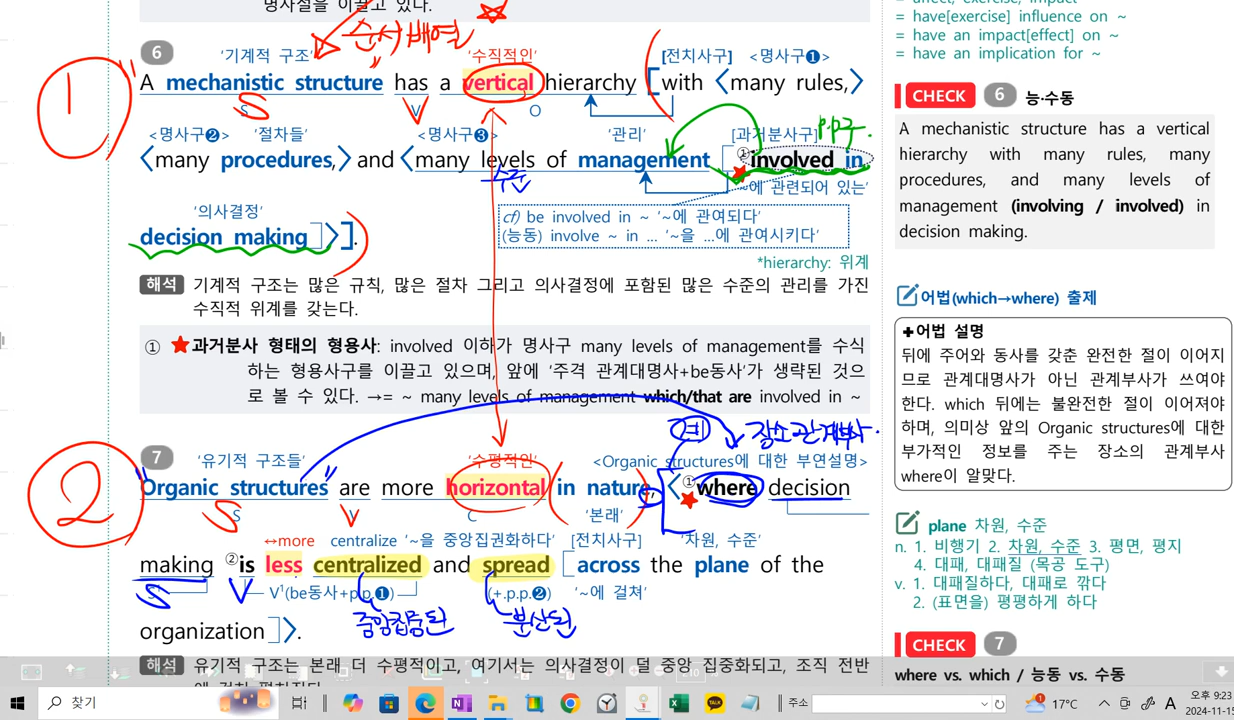 명사절을 이끌고 있다.
순서배열
6
'기계적 구조' '수직적인' [전치사구] <명사구❶>
A mechanistic structure has a vertical hierarchy [with <many rules,>
S V O
1
<명사구❷> '절차들' <명사구❸> '관리' [과거분사구] p.p구.
<many procedures,> and <many levels of management [①involved in
수준
'~에 관련되어 있는'
'의사결정'
decision making]>].
cf) be involved in ~ '~에 관여되다'
(능동) involve ~ in ... '~을 ...에 관여시키다'
*hierarchy: 위계
해석 기계적 구조는 많은 규칙, 많은 절차 그리고 의사결정에 포함된 많은 수준의 관리를 가진
수직적 위계를 갖는다.
① ★과거분사 형태의 형용사: involved 이하가 명사구 many levels of management를 수식
하는 형용사구를 이끌고 있으며, 앞에 '주격 관계대명사+be동사'가 생략된 것으
로 볼 수 있다. →= ~ many levels of management which/that are involved in ~
장소관계부사.
2
7
'유기적 구조들' '수평적인' <Organic structures에 대한 부연설명>
Organic structures are more horizontal in nature, <①where decision
S V C '본래'
↔more centralize '~을 중앙집권화하다' [전치사구] '차원, 수준'
making ②is less centralized and spread [across the plane of the
S V V¹(be동사+p.p.❶) (+.p.p.❷) '~에 걸쳐'
중앙집중된 분산된
organization]>.
해석 유기적 구조는 본래 더 수평적이고, 여기서는 의사결정이 덜 중앙 집중화되고, 조직 전반
= have[exercise] influence on ~
= have an impact[effect] on ~
= have an implication for ~
CHECK 6 능·수동
A mechanistic structure has a vertical
hierarchy with many rules, many
procedures, and many levels of
management (involving / involved) in
decision making.
어법(which→where) 출제
✚어법 설명
뒤에 주어와 동사를 갖춘 완전한 절이 이어지
므로 관계대명사가 아닌 관계부사가 쓰여야
한다. which 뒤에는 불완전한 절이 이어져야
하며, 의미상 앞의 Organic structures에 대한
부가적인 정보를 주는 장소의 관계부사
where이 알맞다.
plane 차원, 수준
n. 1. 비행기 2. 차원, 수준 3. 평면, 평지
4. 대패, 대패질 (목공 도구)
v. 1. 대패질하다, 대패로 깎다
2. (표면을) 평평하게 하다
CHECK 7
where vs. which / 능동 vs. 수동
찾기
주소
17°C
A
오후 9:23